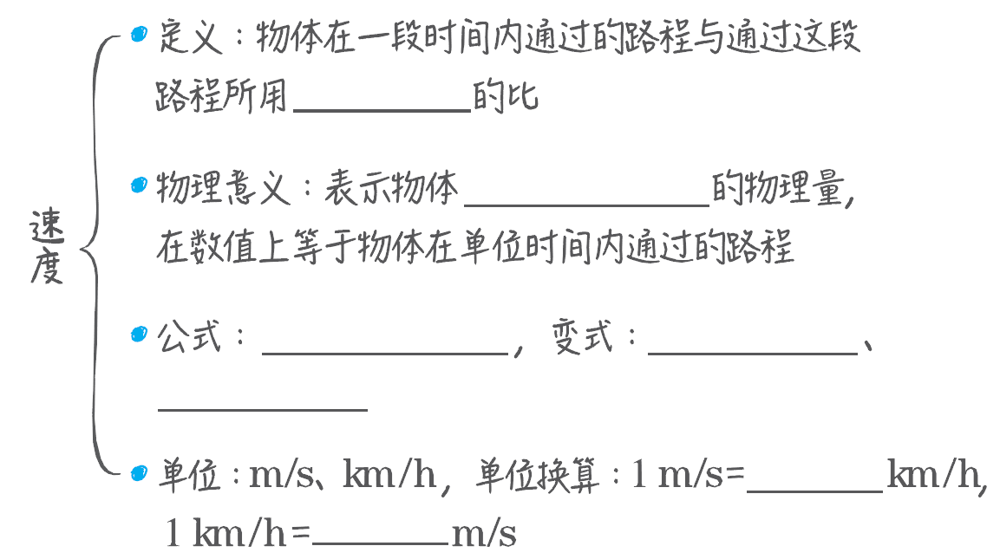 速度
定义：物体在一段时间内通过的路程与通过这段
路程所用________的比
物理意义：表示物体____________的物理量，
在数值上等于物体在单位时间内通过的路程
公式：____________，变式：__________、
__________
单位：m/s、km/h，单位换算：1 m/s=______km/h,
1 km/h=______m/s